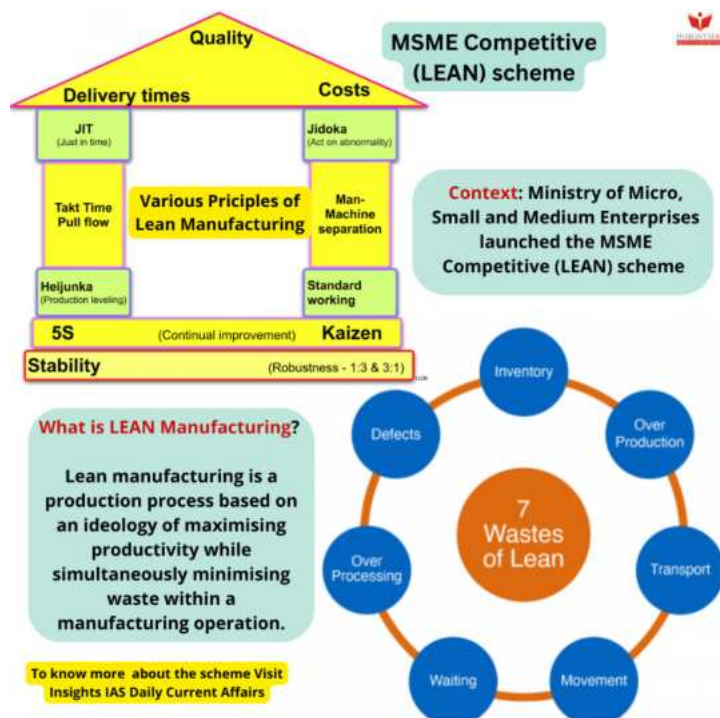 Quality
Delivery times
Costs
JIT
(Just in time)
Jidoka
(Act on abnormality)
Takt Time
Pull flow
Various Priciples of
Lean Manufacturing
Man-
Machine
separation
Heijunka
(Production leveling)
Standard
working
5S (Continual improvement) Kaizen
Stability (Robustness - 1:3 & 3:1)
MSME Competitive
(LEAN) scheme
Context: Ministry of Micro,
Small and Medium Enterprises
launched the MSME
Competitive (LEAN) scheme
What is LEAN Manufacturing?
Lean manufacturing is a
production process based on
an ideology of maximising
productivity while
simultaneously minimising
waste within a
manufacturing operation.
To know more about the scheme Visit
Insights IAS Daily Current Affairs
7
Wastes
of Lean
Inventory
Over
Production
Transport
Movement
Waiting
Over
Processing
Defects